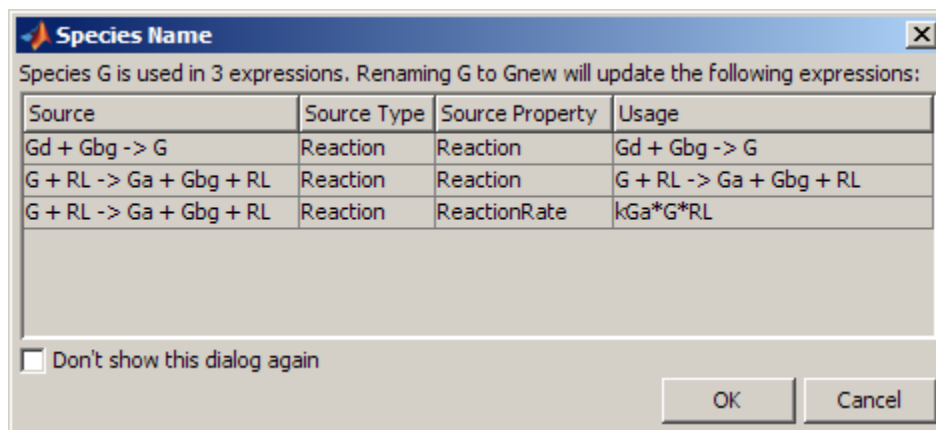 Species Name
Species G is used in 3 expressions. Renaming G to Gnew will update the following expressions:
Source Source Type Source Property Usage
Gd + Gbg -> G Reaction Reaction Gd + Gbg -> G
G + RL -> Ga + Gbg + RL Reaction Reaction G + RL -> Ga + Gbg + RL
G + RL -> Ga + Gbg + RL Reaction ReactionRate kGa*G*RL
Don't show this dialog again
OK Cancel